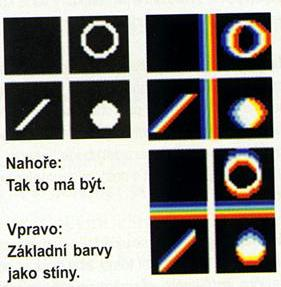 Nahoře:
Tak to má být.
Vpravo:
Základní barvy
jako stíny.